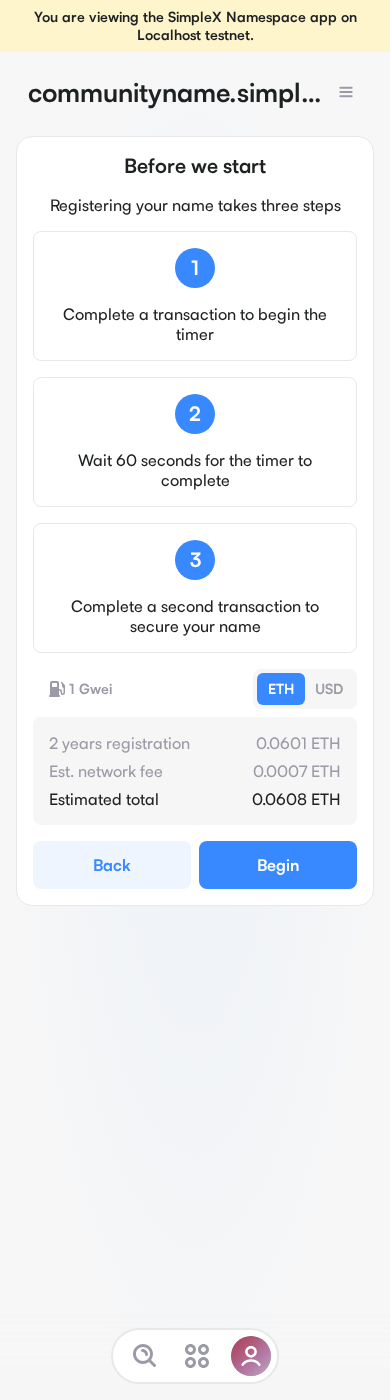 You are viewing the SimpleX Namespace app on
Localhost testnet.
communityname.simpl...
Before we start
Registering your name takes three steps
1
Complete a transaction to begin the
timer
2
Wait 60 seconds for the timer to
complete
3
Complete a second transaction to
secure your name
1 Gwei ETH USD
2 years registration 0.0601 ETH
Est. network fee 0.0007 ETH
Estimated total 0.0608 ETH
Back Begin